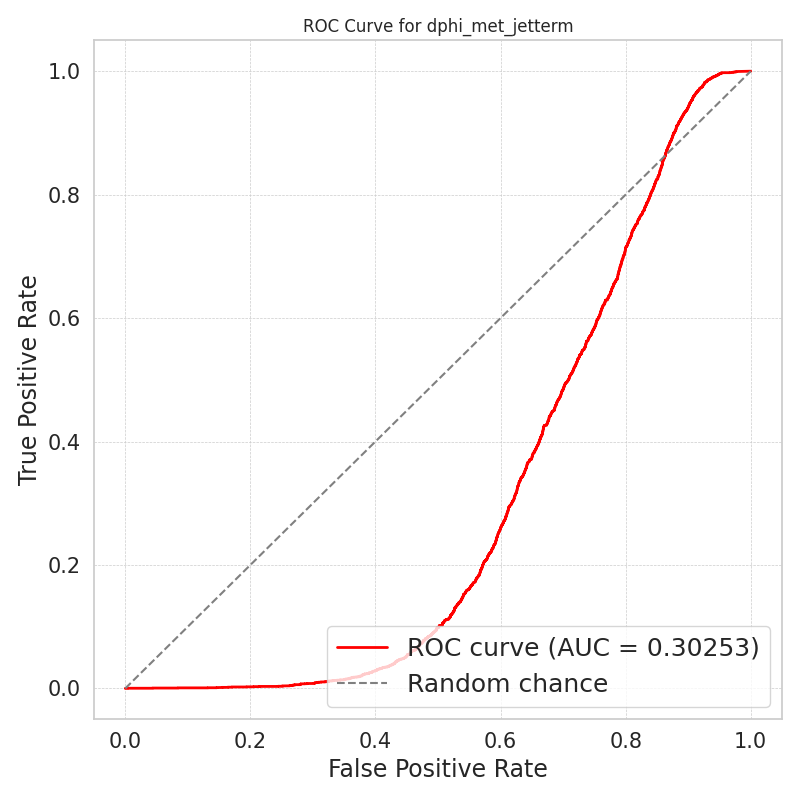 ROC Curve for dphi_met_jetterm
True Positive Rate
1.0
0.8
0.6
0.4
0.2
0.0
ROC curve (AUC = 0.30253)
Random chance
0.0 0.2 0.4 0.6 0.8 1.0
False Positive Rate